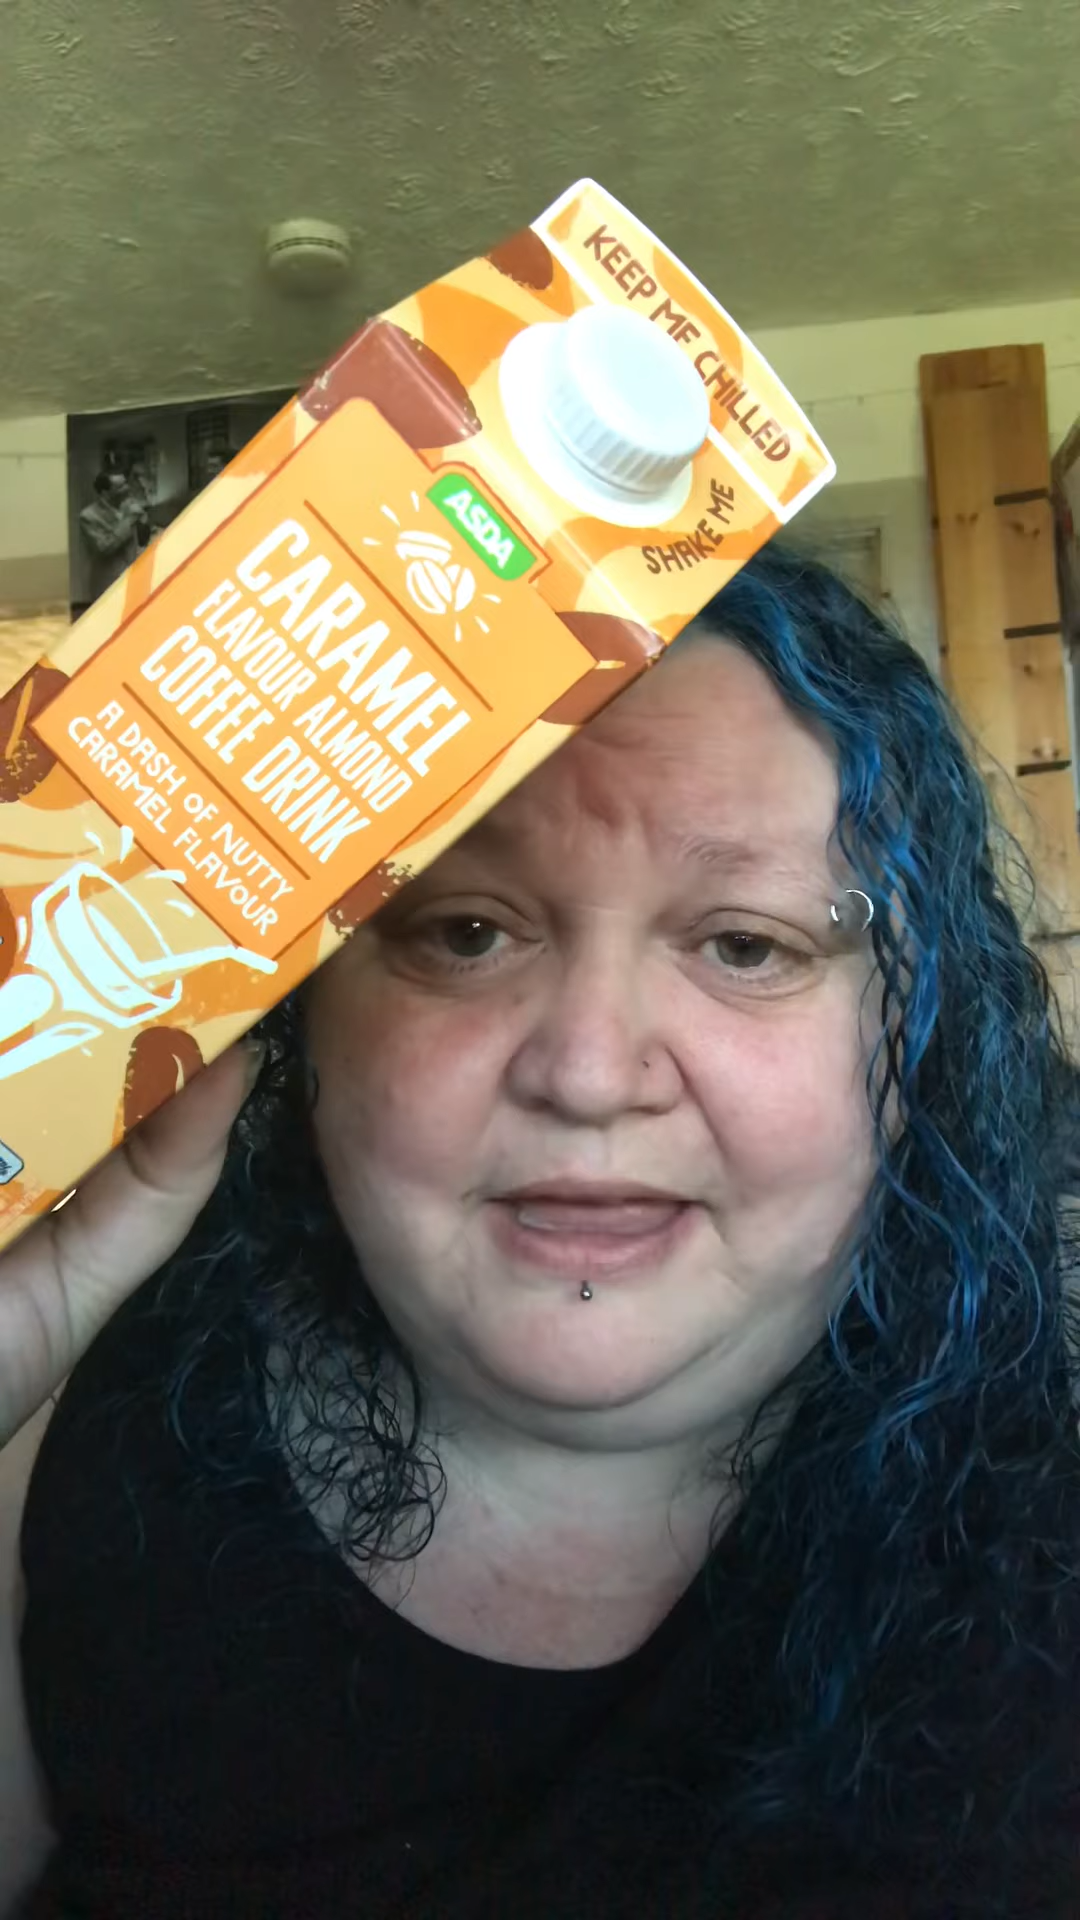 KEEP ME CHILLED
SHAKE ME
ASDA
CARAMEL
FLAVOUR ALMOND
COFFEE DRINK
A DASH OF NUTTY
CARAMEL FLAVOUR